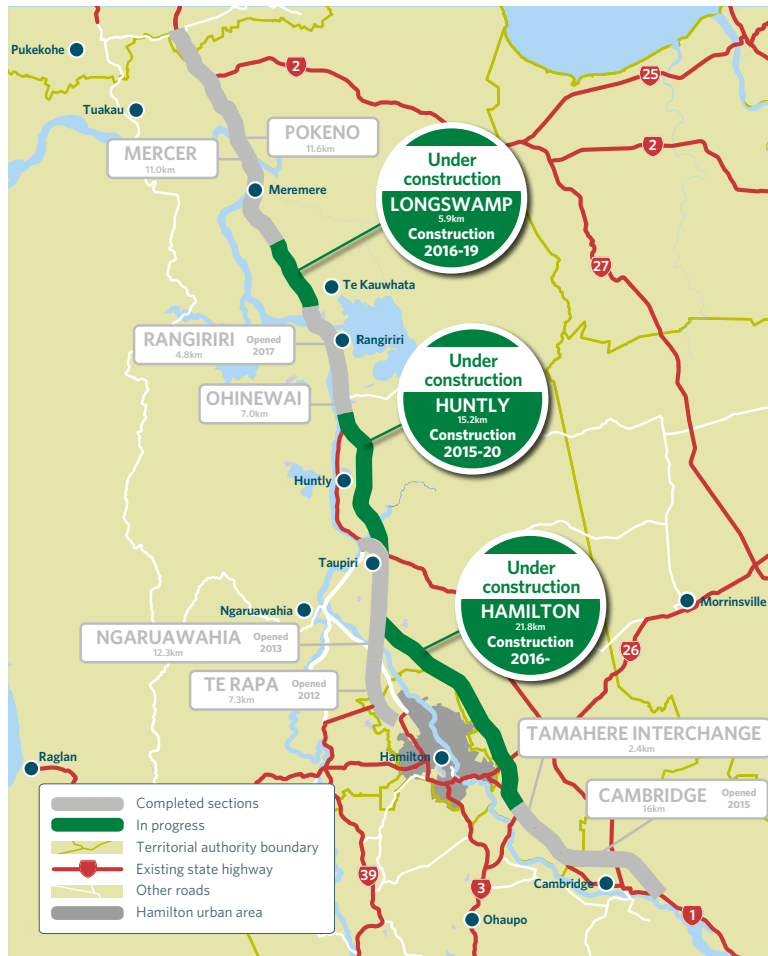 Pukekohe
2
25
Tuakau
POKENO
11.6km
MERCER
11.0km
2
Under
construction
LONGSWAMP
5.9km
Construction
2016-19
Meremere
27
Te Kauwhata
RANGIRIRI Opened
4.8km 2017
Rangiriri
Under
construction
HUNTLY
15.2km
Construction
2015-20
OHINEWAI
7.0km
Huntly
Taupiri
Under
construction
HAMILTON
21.8km
Construction
2016-
Morrinsville
Ngaruawahia
NGARUAWAHIA Opened
12.3km 2013
26
TE RAPA Opened
7.3km 2012
TAMAHERE INTERCHANGE
2.4km
Raglan
Hamilton
CAMBRIDGE Opened
16km 2015
Completed sections
In progress
Territorial authority boundary
Existing state highway
Other roads
Hamilton urban area
39
3
Cambridge
1
Ohaupo